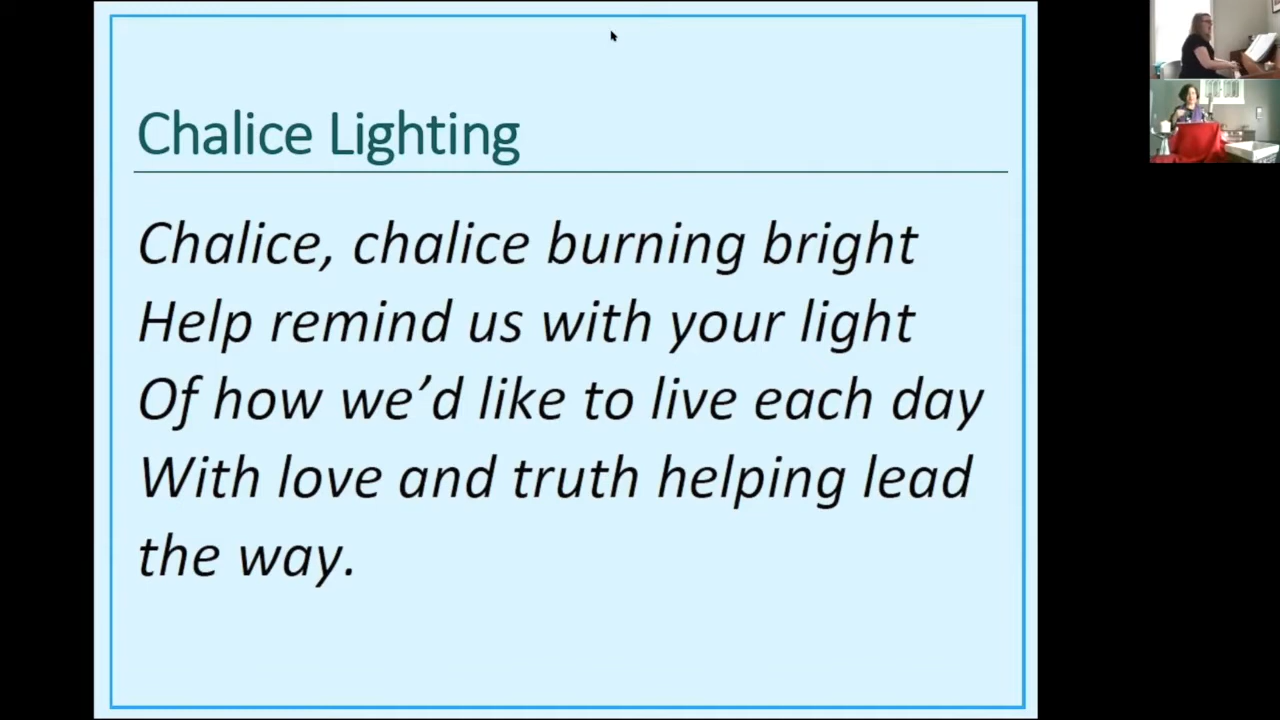 Chalice Lighting
Chalice, chalice burning bright
Help remind us with your light
Of how we’d like to live each day
With love and truth helping lead
the way.